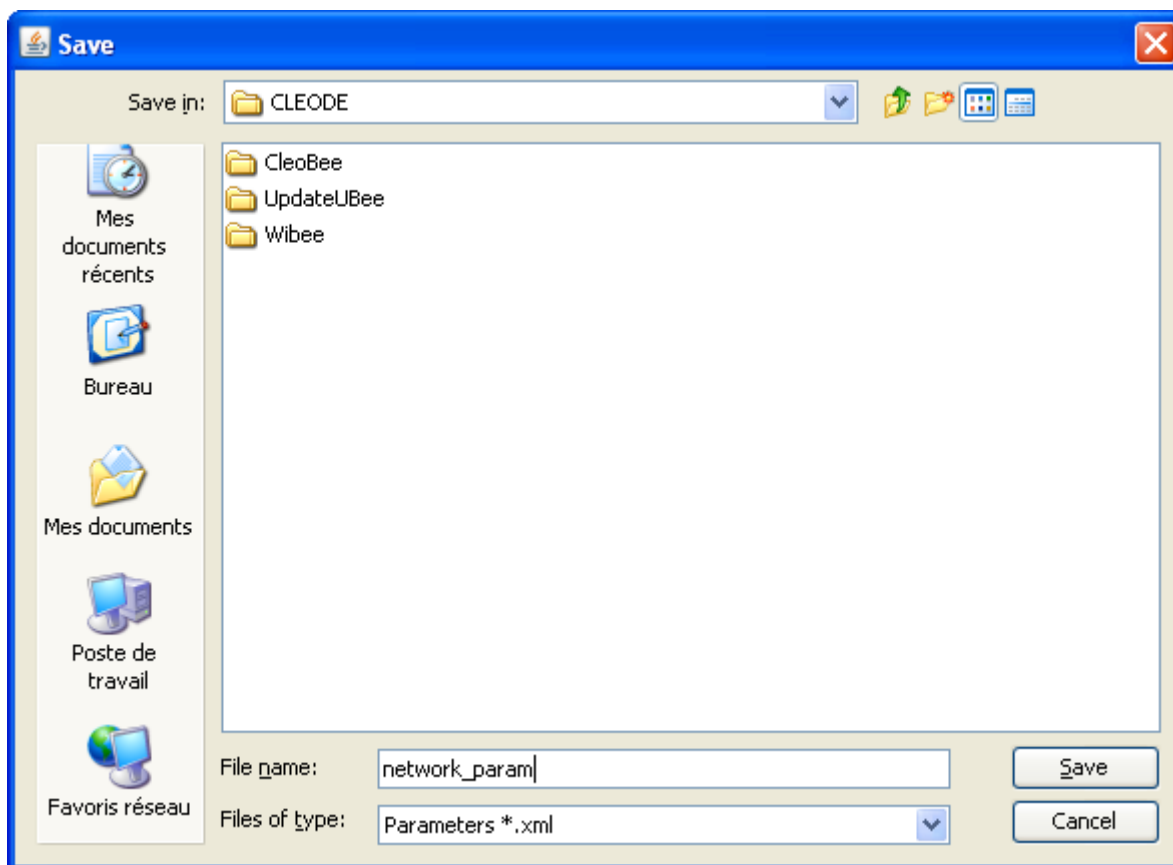 Save
Save in: CLEODE
Mes
documents
récents
Bureau
Mes documents
Poste de
travail
Favoris réseau
CleoBee
UpdateUBee
Wibee
File name: network_param Save
Files of type: Parameters *.xml Cancel